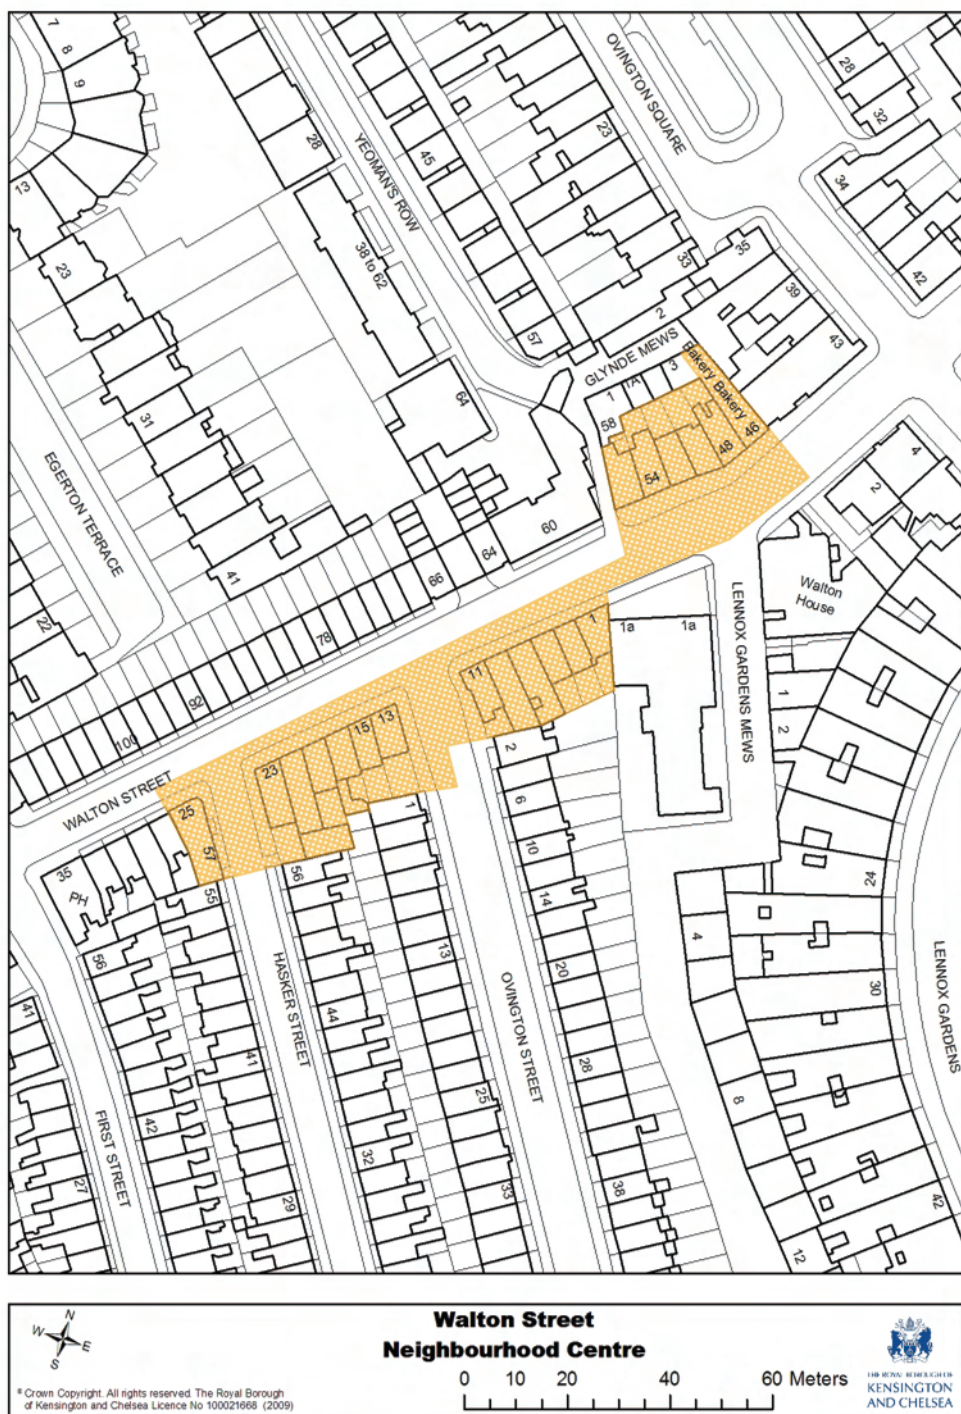 7
8
9
28
YEOMAN'S ROW
45
23
OVINGTON SQUARE
28
32
34
42
13
23
38 to 62
33
35
39
43
2
57
GLYNDE MEWS
1
1A
3
Bakery Bakery
58
54
48
46
31
64
EGERTON TERRACE
41
22
60
64
66
78
92
100
4
2
Walton
House
LENNOX GARDENS MEWS
1a
1a
1
11
1
2
13
15
23
25
57
WALTON STREET
2
6
10
14
20
28
38
1
13
25
33
OVINGTON STREET
35
PH
55
56
56
HASKER STREET
44
41
41
42
32
29
27
FIRST STREET
24
30
42
4
8
12
LENNOX GARDENS
N
W
E
S
Walton Street
Neighbourhood Centre
0 10 20 40 60 Meters
© Crown Copyright. All rights reserved. The Royal Borough
of Kensington and Chelsea Licence No 100021668 (2009)
THE ROYAL BOROUGH OF
KENSINGTON
AND CHELSEA